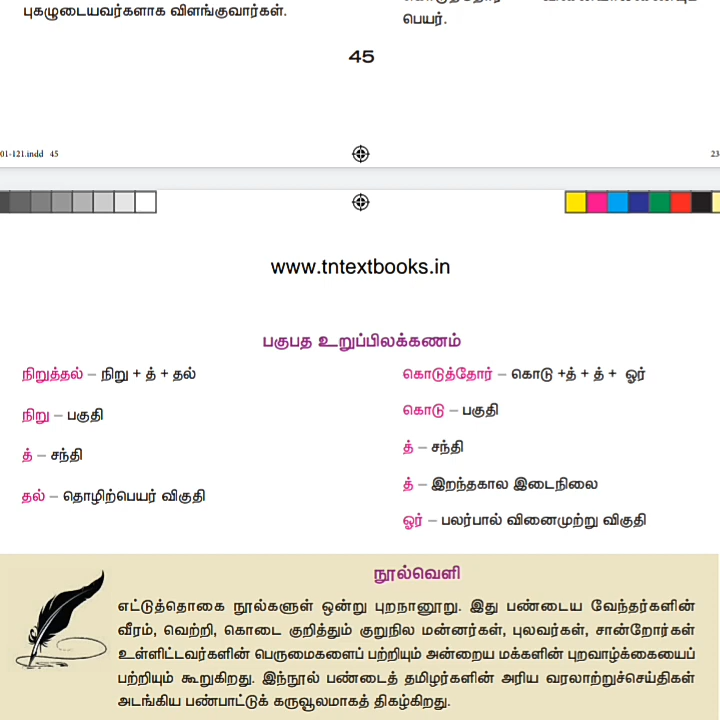 புகழுடையவர்களாக விளங்குவார்கள்.
பெயர்.
45
01-121.indd 45
23
www.tntextbooks.in
பகுபத உறுப்பிலக்கணம்
நிறுத்தல் – நிறு + த் + தல்
நிறு – பகுதி
த் – சந்தி
தல் – தொழிற்பெயர் விகுதி
கொடுத்தோர் – கொடு +த் + த் + ஓர்
கொடு – பகுதி
த் – சந்தி
த் – இறந்தகால இடைநிலை
ஓர் – பலர்பால் வினைமுற்று விகுதி
நூல்வெளி
எட்டுத்தொகை நூல்களுள் ஒன்று புறநானூறு. இது பண்டைய வேந்தர்களின்
வீரம், வெற்றி, கொடை குறித்தும் குறுநில மன்னர்கள், புலவர்கள், சான்றோர்கள்
உள்ளிட்டவர்களின் பெருமைகளைப் பற்றியும் அன்றைய மக்களின் புறவாழ்க்கையைப்
பற்றியும் கூறுகிறது. இந்நூல் பண்டைத் தமிழர்களின் அரிய வரலாற்றுச்செய்திகள்
அடங்கிய பண்பாட்டுக் கருவூலமாகத் திகழ்கிறது.